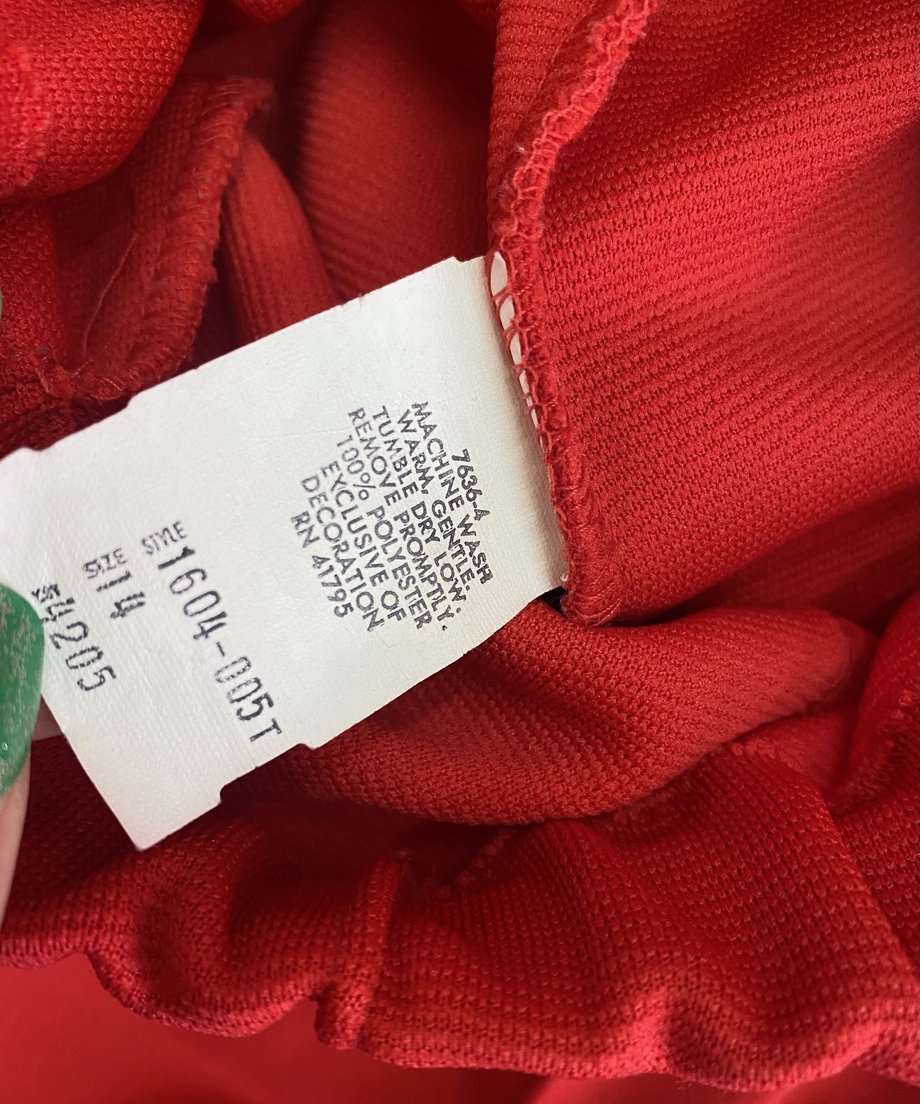 7636-4
MACHINE WASH
WARM, GENTLE.
TUMBLE DRY LOW.
REMOVE PROMPTLY.
100% POLYESTER
EXCLUSIVE OF
DECORATION
RN 41795
STYLE 1604-005T
SIZE 14
4205